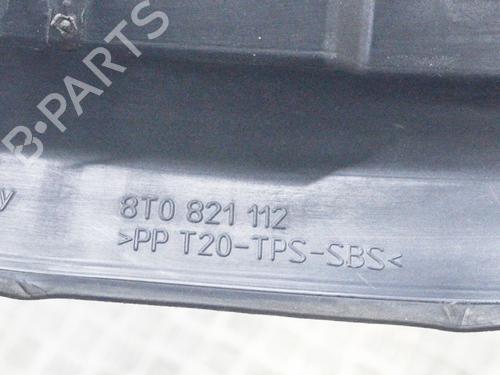 B-PARTS
y
8T0 821 112
>PP T20-TPS-SBS<